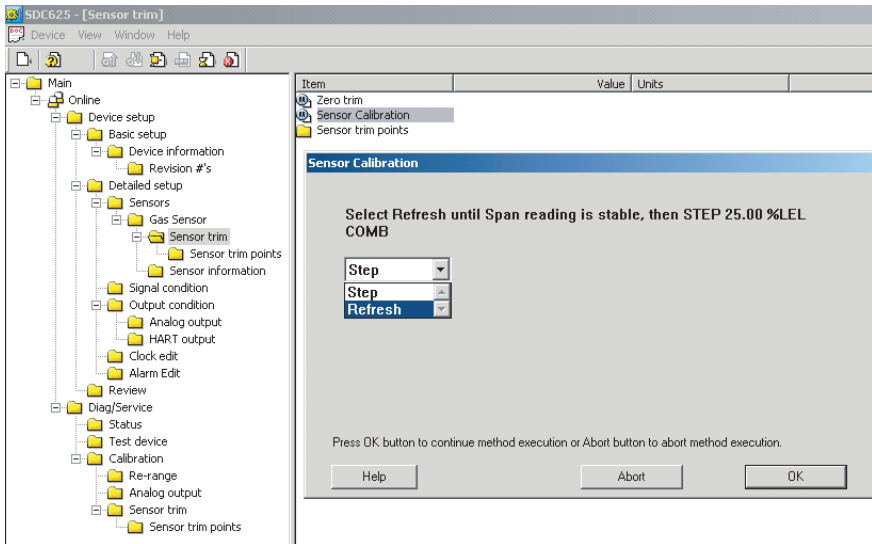 SDC625 - [Sensor trim]
Device View Window Help
Main
Online
Device setup
Basic setup
Device information
Revision #'s
Detailed setup
Sensors
Gas Sensor
Sensor trim
Sensor trim points
Sensor information
Signal condition
Output condition
Analog output
HART output
Clock edit
Alarm Edit
Review
Diag/Service
Status
Test device
Calibration
Re-range
Analog output
Sensor trim
Sensor trim points
Item Value Units
Zero trim
Sensor Calibration
Sensor trim points
Sensor Calibration
Select Refresh until Span reading is stable, then STEP 25.00 %LEL
COMB
Step
Step
Refresh
Press OK button to continue method execution or Abort button to abort method execution.
Help Abort OK